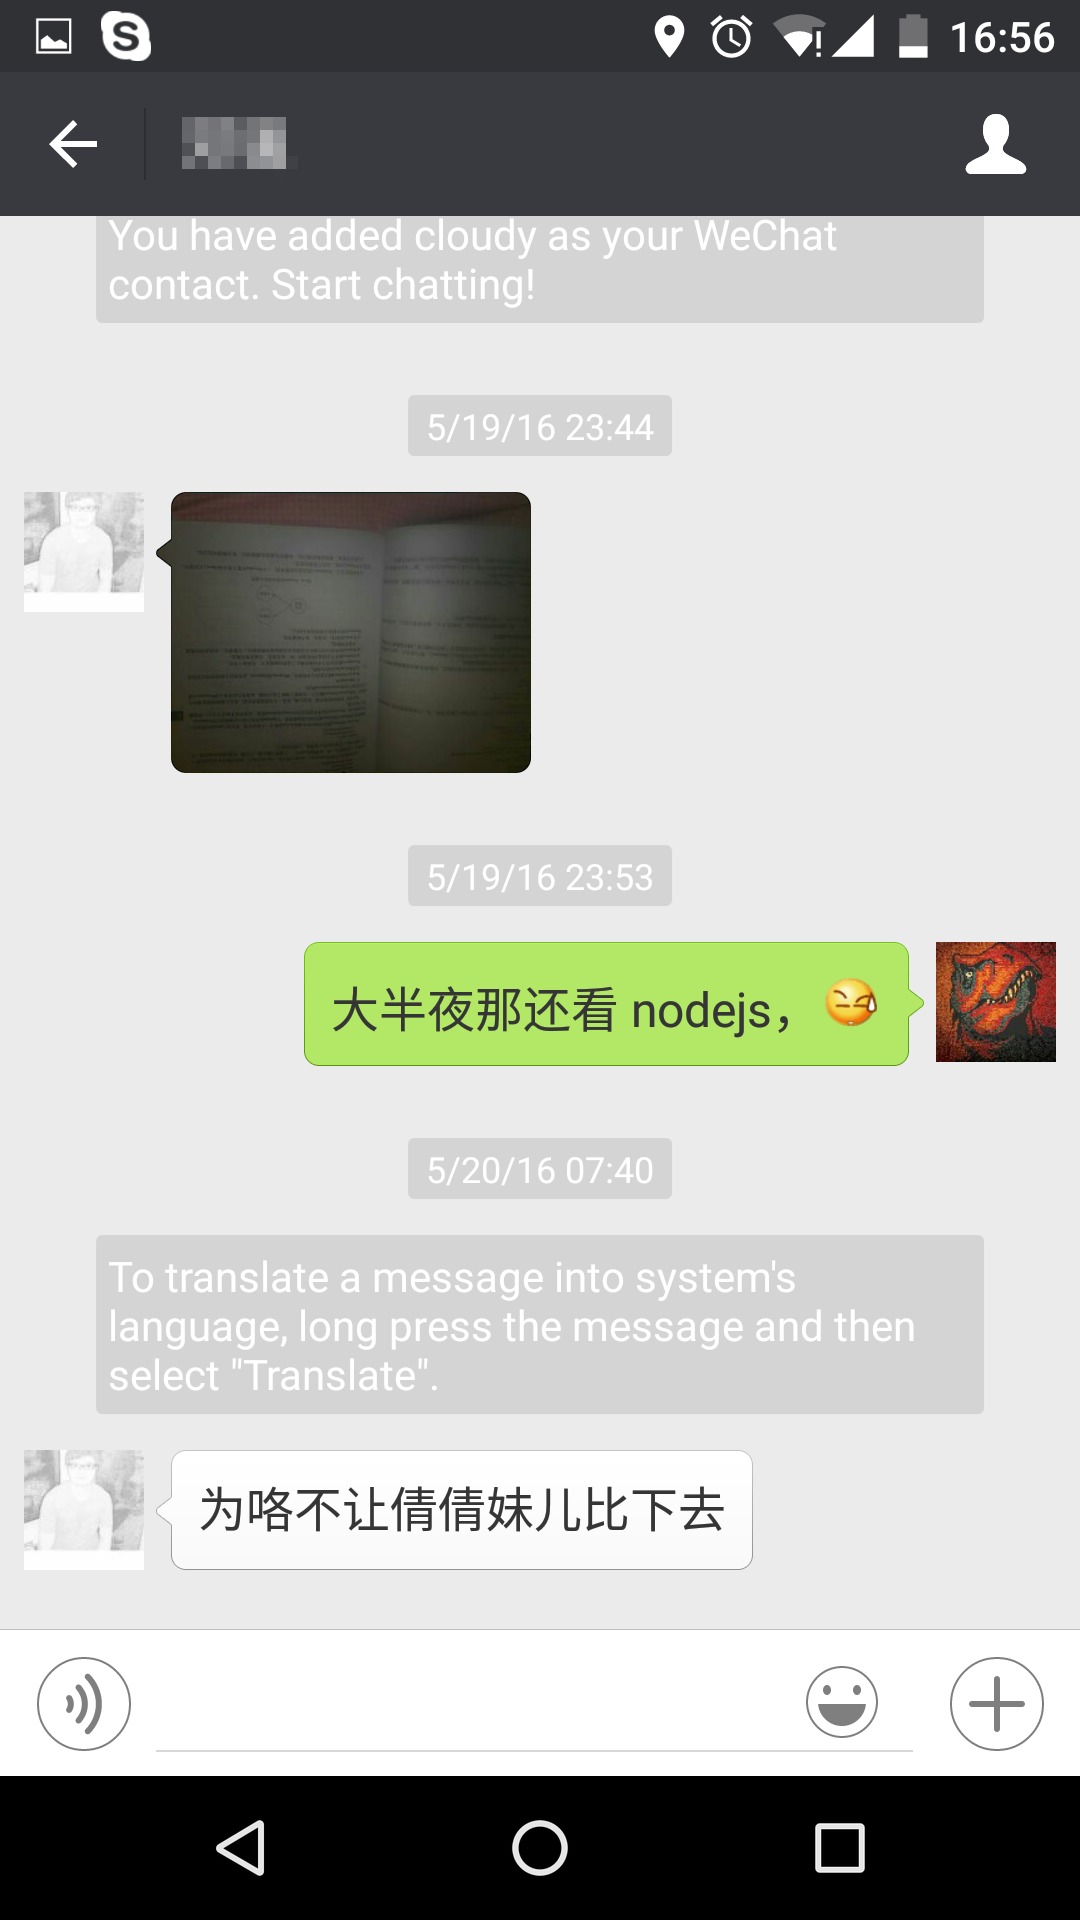 16:56
You have added cloudy as your WeChat
contact. Start chatting!
5/19/16 23:44
5/19/16 23:53
大半夜那还看 nodejs，
5/20/16 07:40
To translate a message into system's
language, long press the message and then
select "Translate".
为咯不让倩倩妹儿比下去